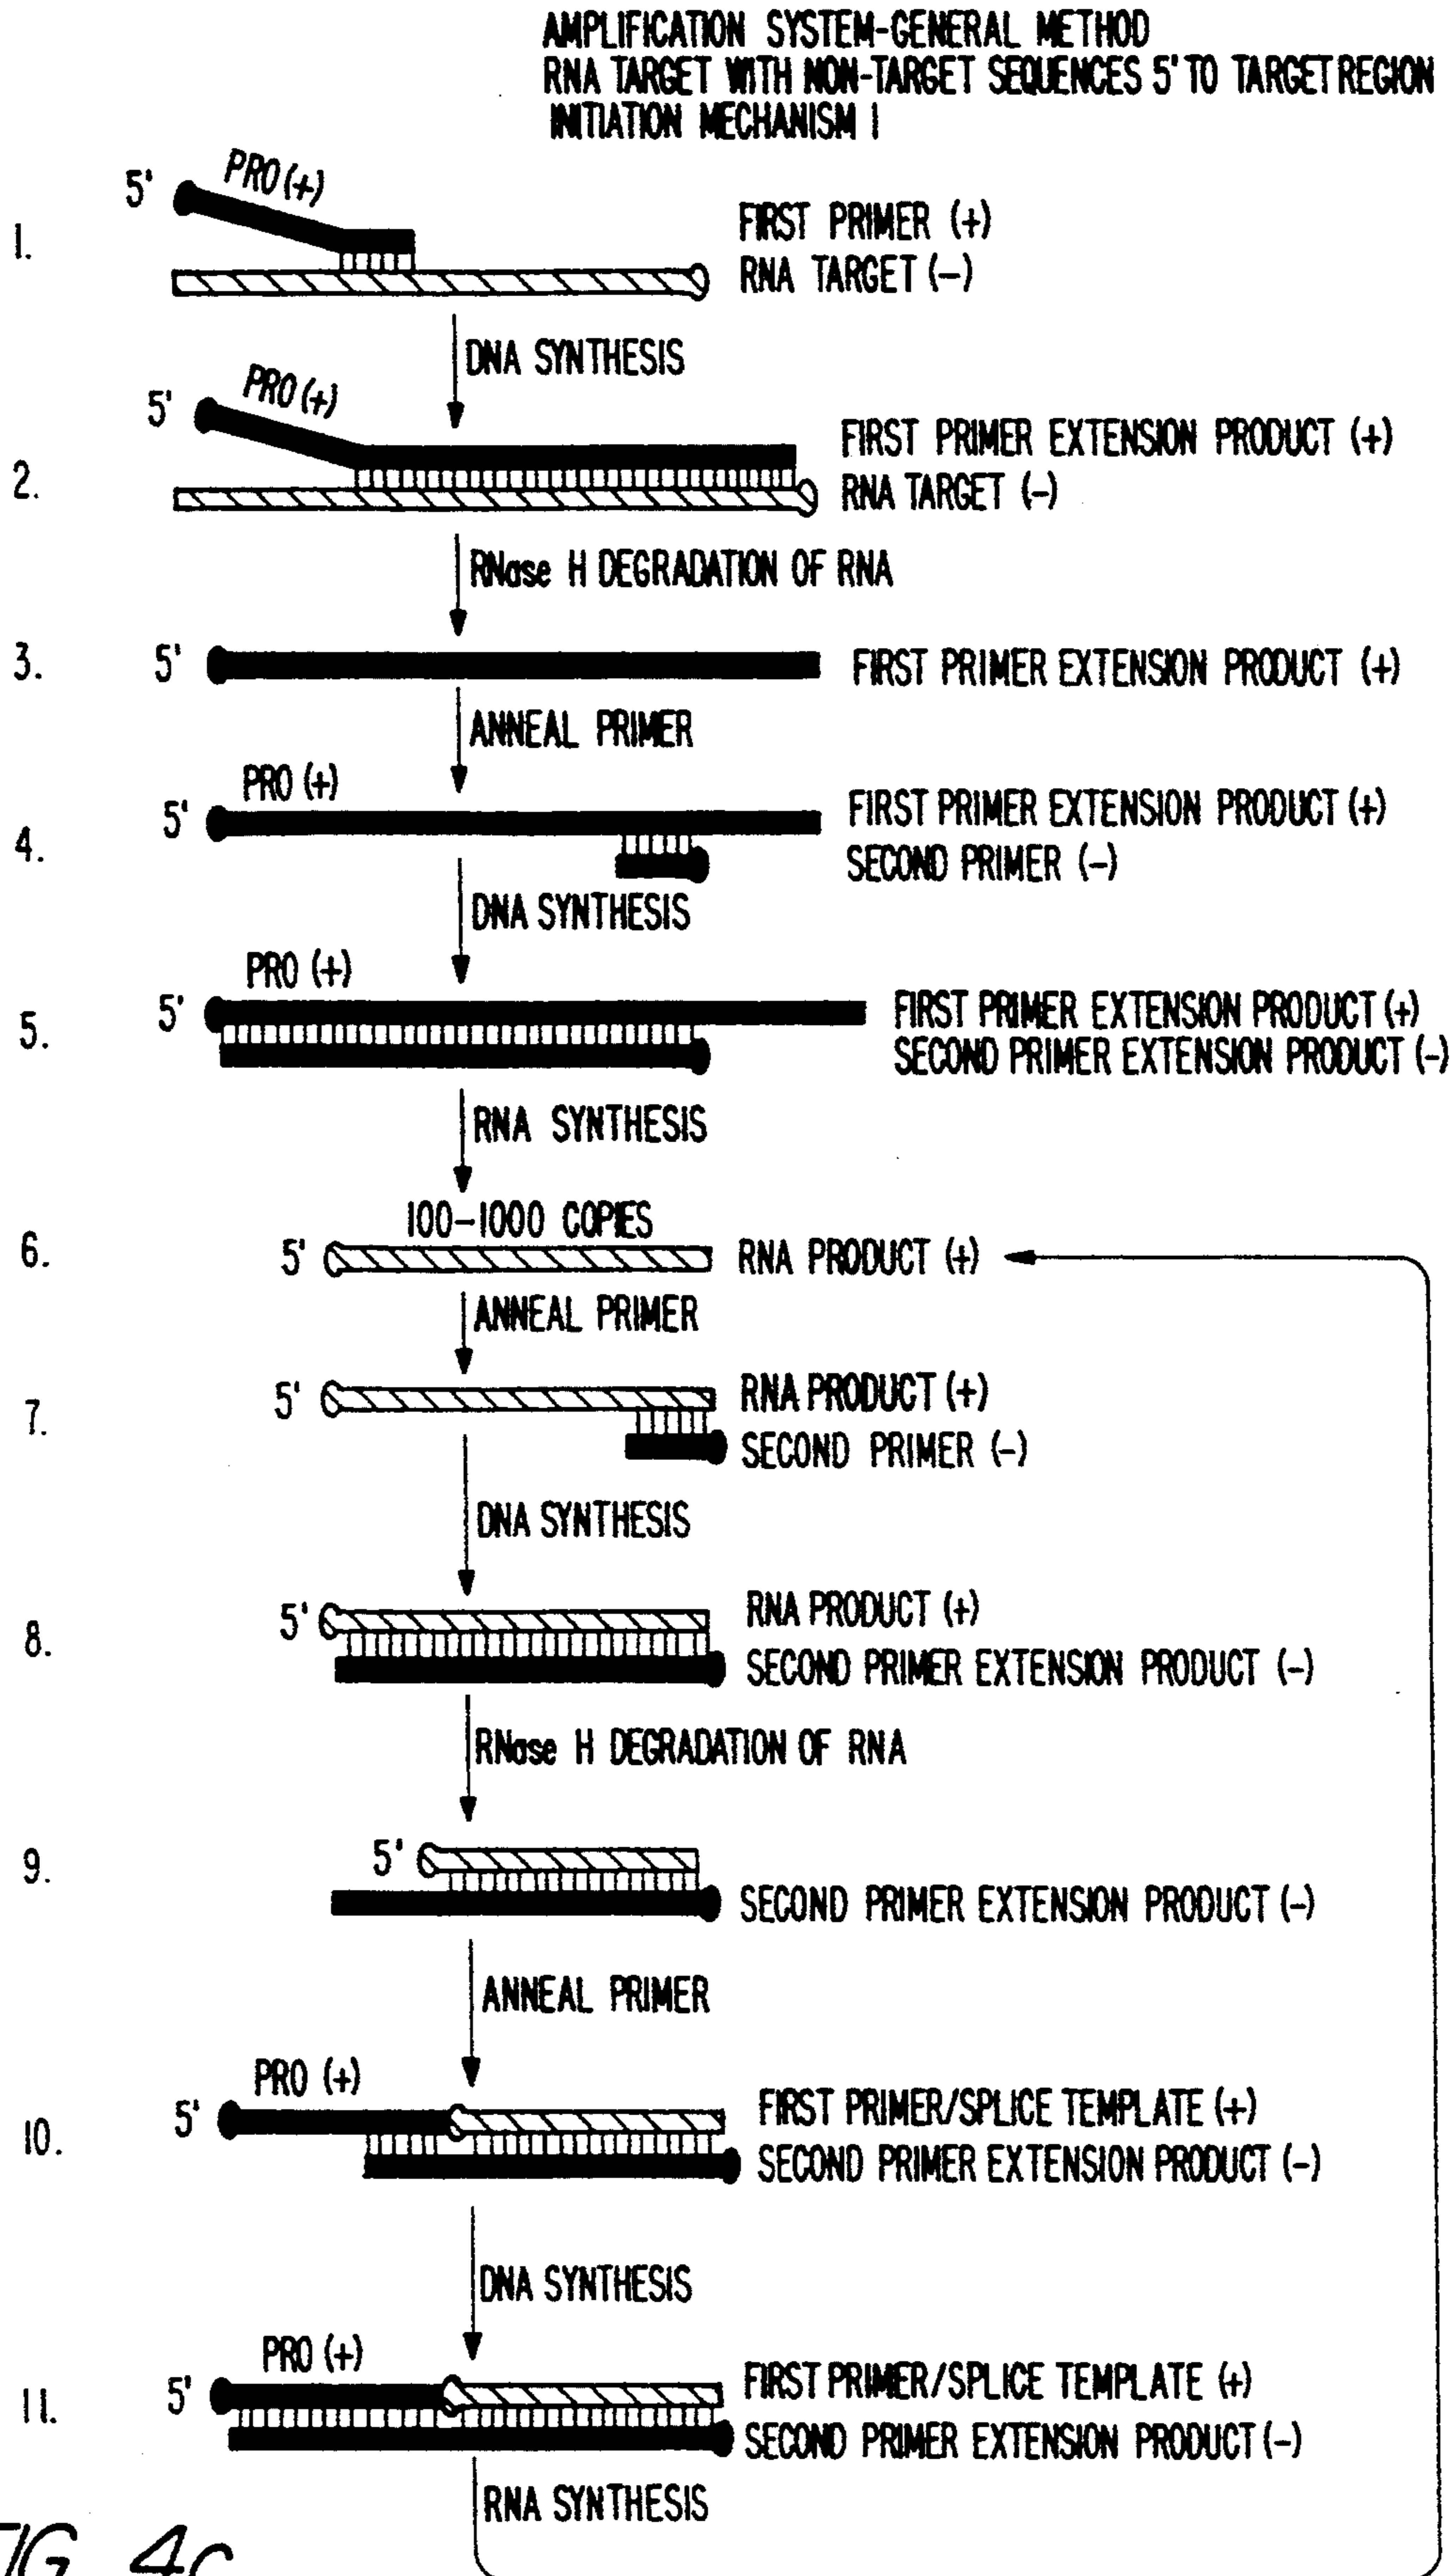 AMPLIFICATION SYSTEM-GENERAL METHOD
RNA TARGET WITH NON-TARGET SEQUENCES 5' TO TARGET REGION
INITIATION MECHANISM I
1.
5'
PRO (+)
FIRST PRIMER (+)
RNA TARGET (-)
DNA SYNTHESIS
2.
5'
PRO (+)
FIRST PRIMER EXTENSION PRODUCT (+)
RNA TARGET (-)
RNase H DEGRADATION OF RNA
3.
5'
FIRST PRIMER EXTENSION PRODUCT (+)
ANNEAL PRIMER
4.
PRO (+)
5'
FIRST PRIMER EXTENSION PRODUCT (+)
SECOND PRIMER (-)
DNA SYNTHESIS
5.
PRO (+)
5'
FIRST PRIMER EXTENSION PRODUCT (+)
SECOND PRIMER EXTENSION PRODUCT (-)
RNA SYNTHESIS
100-1000 COPIES
6.
5'
RNA PRODUCT (+)
ANNEAL PRIMER
7.
5'
RNA PRODUCT (+)
SECOND PRIMER (-)
DNA SYNTHESIS
8.
5'
RNA PRODUCT (+)
SECOND PRIMER EXTENSION PRODUCT (-)
RNase H DEGRADATION OF RNA
9.
5'
SECOND PRIMER EXTENSION PRODUCT (-)
ANNEAL PRIMER
10.
PRO (+)
5'
FIRST PRIMER/SPLICE TEMPLATE (+)
SECOND PRIMER EXTENSION PRODUCT (-)
DNA SYNTHESIS
11.
PRO (+)
5'
FIRST PRIMER/SPLICE TEMPLATE (+)
SECOND PRIMER EXTENSION PRODUCT (-)
RNA SYNTHESIS